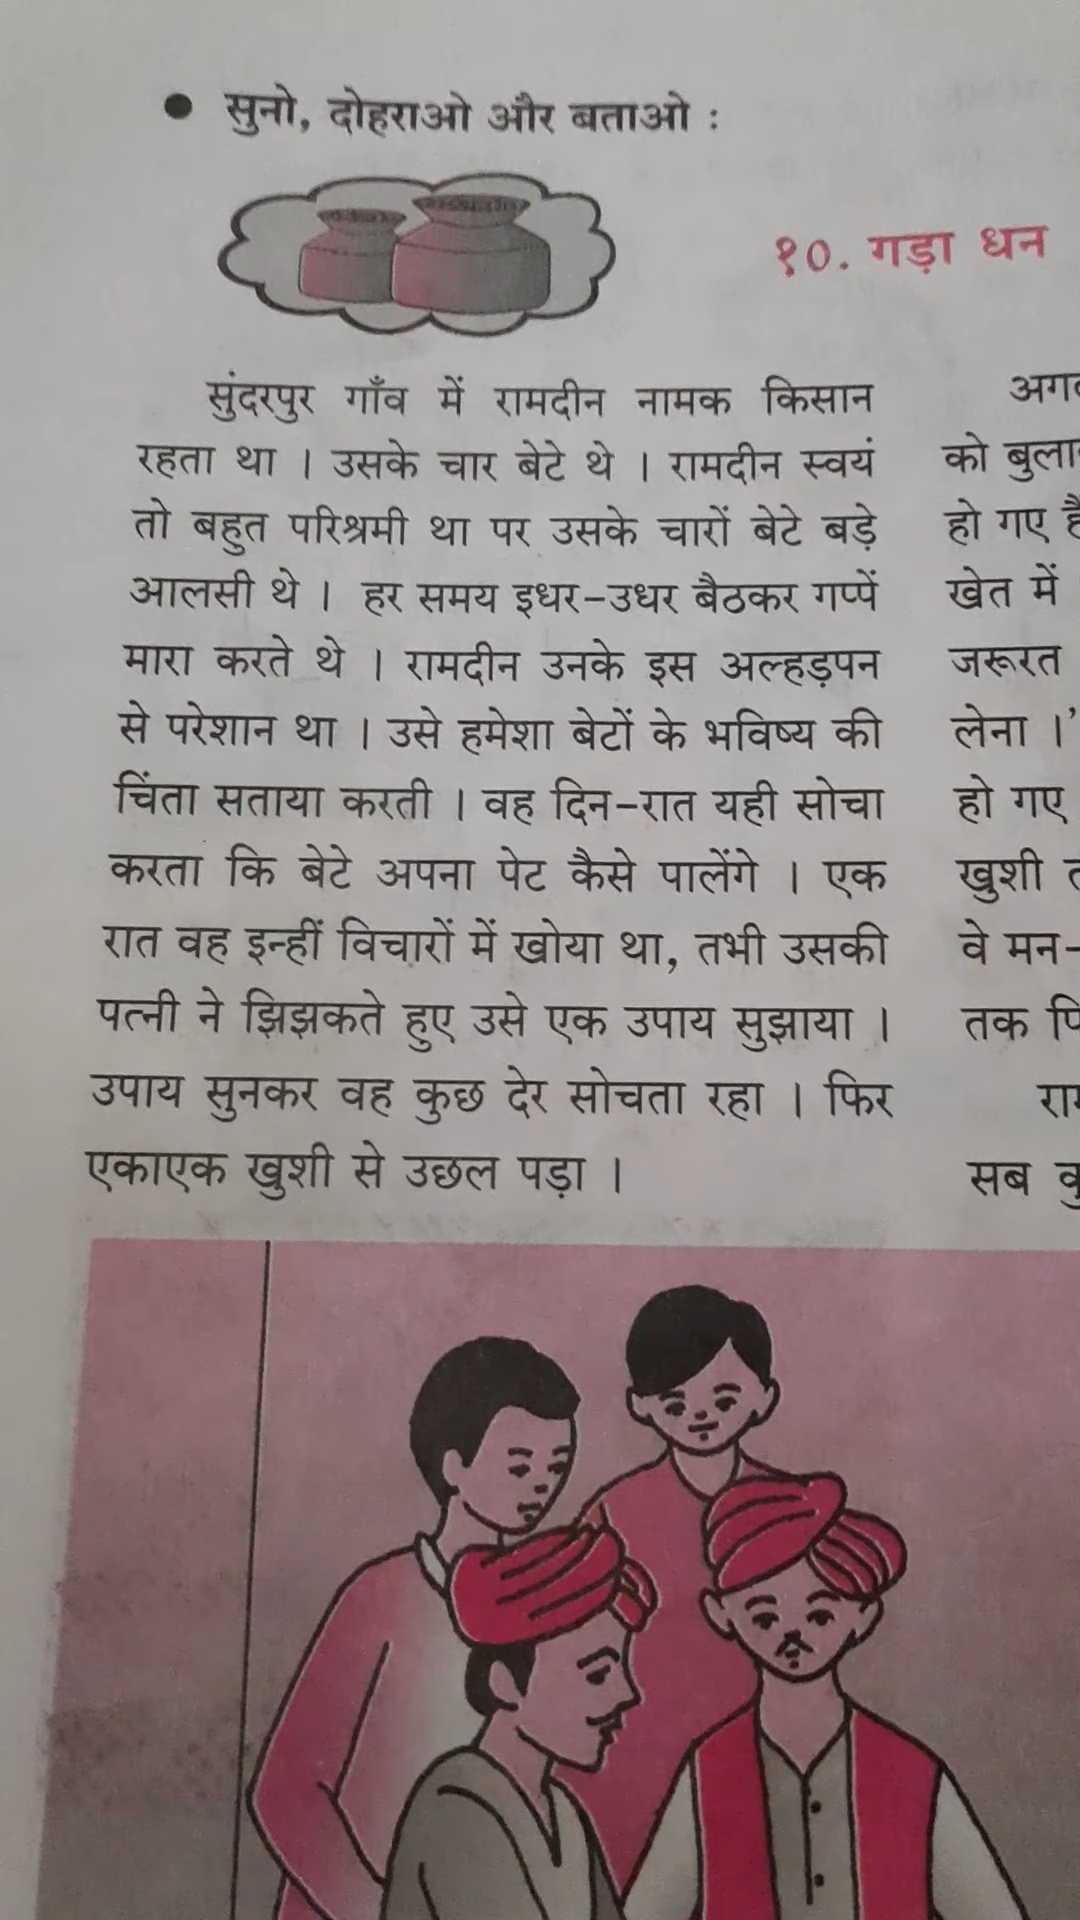 ● सुनो, दोहराओ और बताओ :
१०. गड़ा धन
सुंदरपुर गाँव में रामदीन नामक किसान
रहता था । उसके चार बेटे थे । रामदीन स्वयं
तो बहुत परिश्रमी था पर उसके चारों बेटे बड़े
आलसी थे । हर समय इधर-उधर बैठकर गप्पें
मारा करते थे । रामदीन उनके इस अल्हड़पन
से परेशान था । उसे हमेशा बेटों के भविष्य की
चिंता सताया करती । वह दिन-रात यही सोचा
करता कि बेटे अपना पेट कैसे पालेंगे । एक
रात वह इन्हीं विचारों में खोया था, तभी उसकी
पत्नी ने झिझकते हुए उसे एक उपाय सुझाया ।
उपाय सुनकर वह कुछ देर सोचता रहा । फिर
एकाएक खुशी से उछल पड़ा ।
को
हो गए
खेत में
जरूरत
लेना ।’
हो गए
खुशी
वे मन-
तक
सब